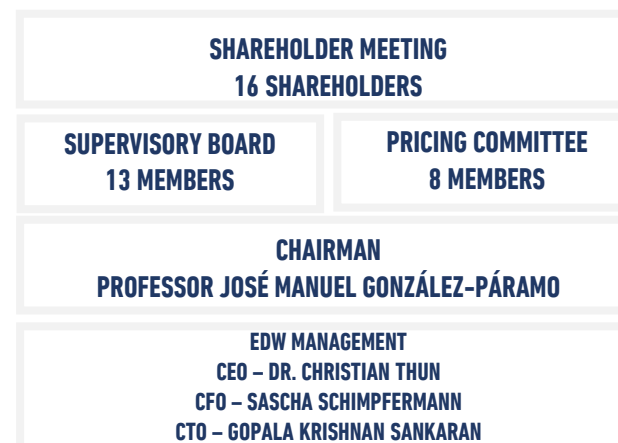 SHAREHOLDER MEETING
16 SHAREHOLDERS
SUPERVISORY BOARD
13 MEMBERS
PRICING COMMITTEE
8 MEMBERS
CHAIRMAN
PROFESSOR JOSÉ MANUEL GONZÁLEZ-PÁRAMO
EDW MANAGEMENT
CEO – DR. CHRISTIAN THUN
CFO – SASCHA SCHIMPFERMANN
CTO – GOPALA KRISHNAN SANKARAN